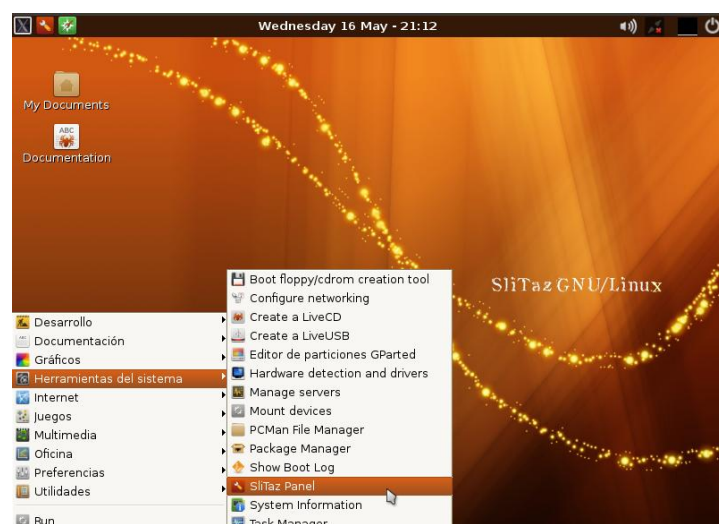 Wednesday 16 May - 21:12
My Documents
ABC
Documentation
SliTaz GNU/Linux
Desarrollo
Documentación
Gráficos
Herramientas del sistema
Internet
Juegos
Multimedia
Oficina
Preferencias
Utilidades
Run
Boot floppy/cdrom creation tool
Configure networking
Create a LiveCD
Create a LiveUSB
Editor de particiones GParted
Hardware detection and drivers
Manage servers
Mount devices
PCMan File Manager
Package Manager
Show Boot Log
SliTaz Panel
System Information
Task Manager